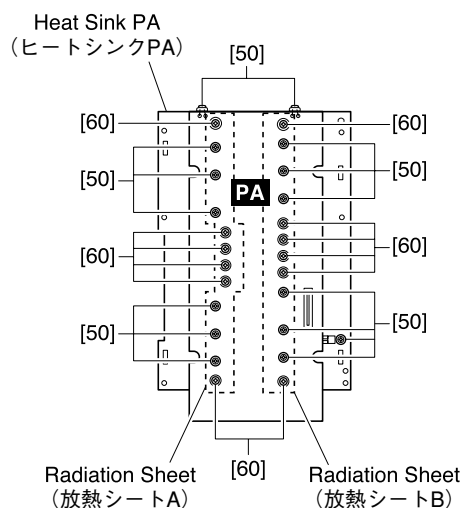 Heat Sink PA
（ヒートシンクPA）
[50]
[60]
[60]
[50]
[50]
PA
[60]
[60]
[50]
[50]
[60]
Radiation Sheet
（放熱シートA）
Radiation Sheet
（放熱シートB）